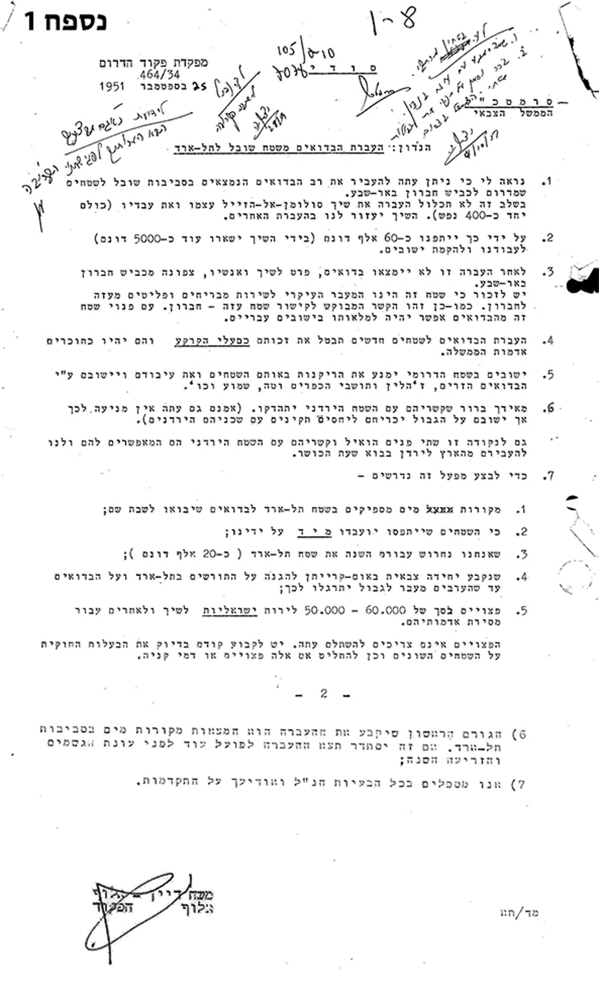 נספח 1
8-1
105/
מפקדת פקוד הדרום
464/34
25 בספטמבר 1951
ס ו ד י
ס ו מ ט כ "
הממשל הצבאי
לידיעת
הנדון: העברת הבדואים משטח שובל לתל-ארד
1. נראה לי כי ניתן עתה להעביר את רב הבדואים הנמצאים בסביבות שובל לשטחים
שמדרום לכביש חברון באר-שבע.
בשלב זה לא תכלול העברה את שיך סולומן-אל-הזייל עצמו ואת עבדיו (כולם
יחד כ-400 נפש). השיך יעזור לנו בהעברת האחרים.
2. על ידי כך ייתפנו כ-60 אלף דונם (בידי השיך ישארו עוד כ-5000 דונם)
לעבודנו ולהקמת ישובים.
3. לאחר העברה זו לא יימצאו בדואים, פרט לשיך ואנשיו, צפונה מכביש חברון
באר-שבע.
יש לזכור כי שטח זה הינו המעבר העיקרי לשירות מבריחים ופליטים מעזה
לחברון. כמו-כן זהו הקשר המבוקש לקישור שטח עזה - חברון. עם פנוי שטח
זה מהבדואים אפשר יהיה למלאותו בישובים עבריים.
4. העברת הבדואים לשטחים חדשים תבטל את זכותם כמעלי הקרקע והם יהיו כחוכרים
אדמות הממשלה.
5. ישובים בשטח הדרומי ימנע את הריקנות באותם השטחים ואת עיבודם ויישובם ע"י
הבדואים הזרים, ז'הלין ותושבי הכפרים וטה, שמוע וכו'.
6. מאידך ברור שקשריהם עם השטח הירדני יתהדקו. (אמנם גם עתה אין מניעה לכך
אך ישובם על הגבול יכריחם ליחסים תקינים עם שכניהם הירדנים).
גם לנקודה זו שתי פנים הואיל וקשריהם עם השטח הירדני הם המאפשרים להם ולנו
להעבירם מהארץ לירדן בבוא שעת הכושר.
7. כדי לבצע מפעל זה נדרשים -
1. מקורות מים מספיקים בשטח תל-ארד לבדואים שיבואו לשבת שם;
2. כי השטחים שייתפסו יועבדו מ י ד על ידינו;
3. שאנחנו נחרוש עבורם השנה את שטח תל-ארד ( כ-20 אלף דונם );
4. שנקבע יחידה צבאית באום-קרייתן להגנה על החורשים בתל-ארד ועל הבדואים
עד שהערבים מעבר לגבול יתרגלו לכך;
5. פצויים בסך של 60.000 - 50.000 לירות ישראליות לשיך ולאחרים עבור
מסירת אדמותיהם.
הפצויים אינם צריכים להשתלם עתה. יש לקבוע קודם בדיוק את הבעלות החוקית
על השטחים השונים וכן להחליט אם אלה פצויים או דמי קניה.
- 2 -
6) הגורם הראשון שיקבע את ההעברה הוא המצאות מקורות מים בסביבות
תל-ארד. אם זה יסתדר תצא ההעברה לפועל עוד לפני עונת הגשמים
והזריעה השנה;
7) אנו מטפלים בכל הבעיות הנ"ל ואודיעך על התקדמות.
משה דיין - אלוף
אלוף הפקוד
מד/חא